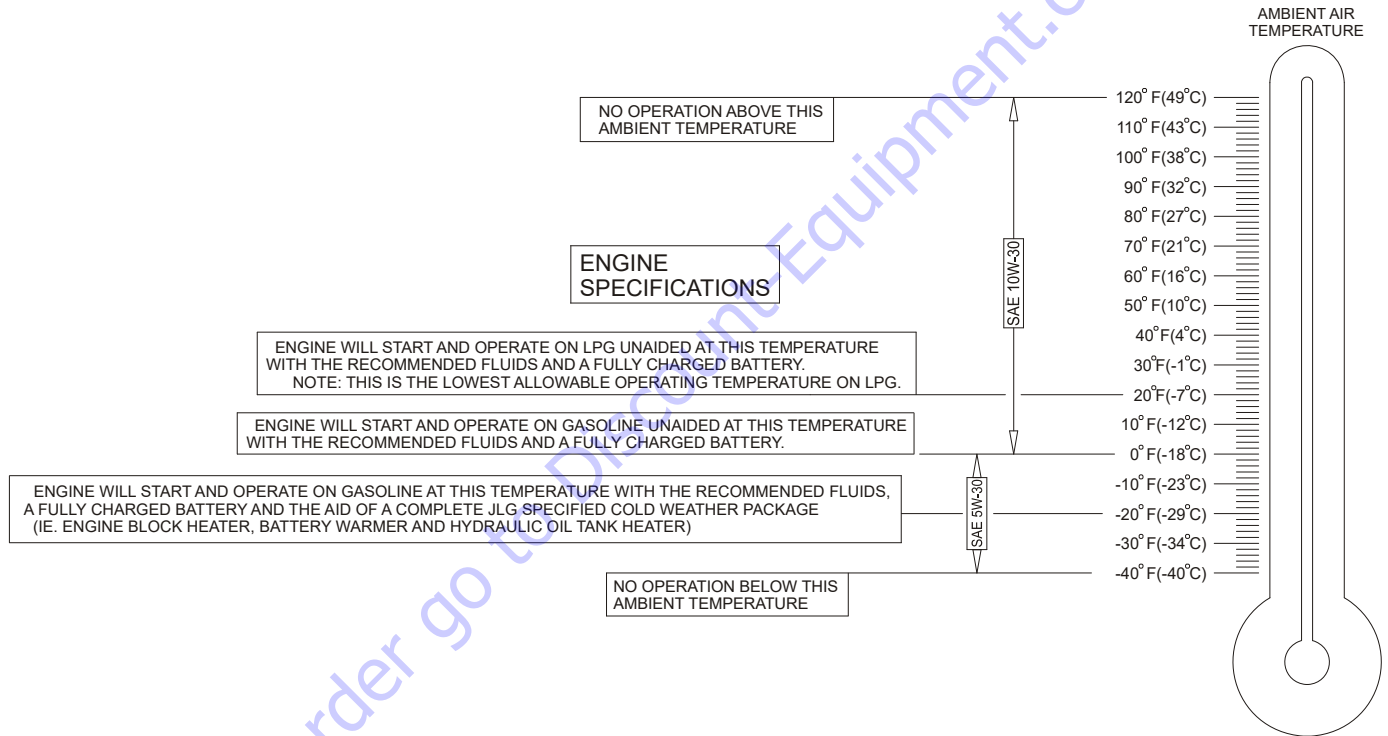 AMBIENT AIR
TEMPERATURE
NO OPERATION ABOVE THIS
AMBIENT TEMPERATURE
120° F(49°C)
110° F(43°C)
100° F(38°C)
90° F(32°C)
80° F(27°C)
70° F(21°C)
60° F(16°C)
50° F(10°C)
40°F(4°C)
30°F(-1°C)
20°F(-7°C)
10°F(-12°C)
0° F(-18°C)
-10° F(-23°C)
-20° F(-29°C)
-30° F(-34°C)
-40° F(-40°C)
SAE 10W-30
ENGINE
SPECIFICATIONS
ENGINE WILL START AND OPERATE ON LPG UNAIDED AT THIS TEMPERATURE
WITH THE RECOMMENDED FLUIDS AND A FULLY CHARGED BATTERY.
NOTE: THIS IS THE LOWEST ALLOWABLE OPERATING TEMPERATURE ON LPG.
ENGINE WILL START AND OPERATE ON GASOLINE UNAIDED AT THIS TEMPERATURE
WITH THE RECOMMENDED FLUIDS AND A FULLY CHARGED BATTERY.
ENGINE WILL START AND OPERATE ON GASOLINE AT THIS TEMPERATURE WITH THE RECOMMENDED FLUIDS,
A FULLY CHARGED BATTERY AND THE AID OF A COMPLETE JLG SPECIFIED COLD WEATHER PACKAGE
(IE. ENGINE BLOCK HEATER, BATTERY WARMER AND HYDRAULIC OIL TANK HEATER)
SAE 5W-30
NO OPERATION BELOW THIS
AMBIENT TEMPERATURE
rder go to Discount-Equipment.c